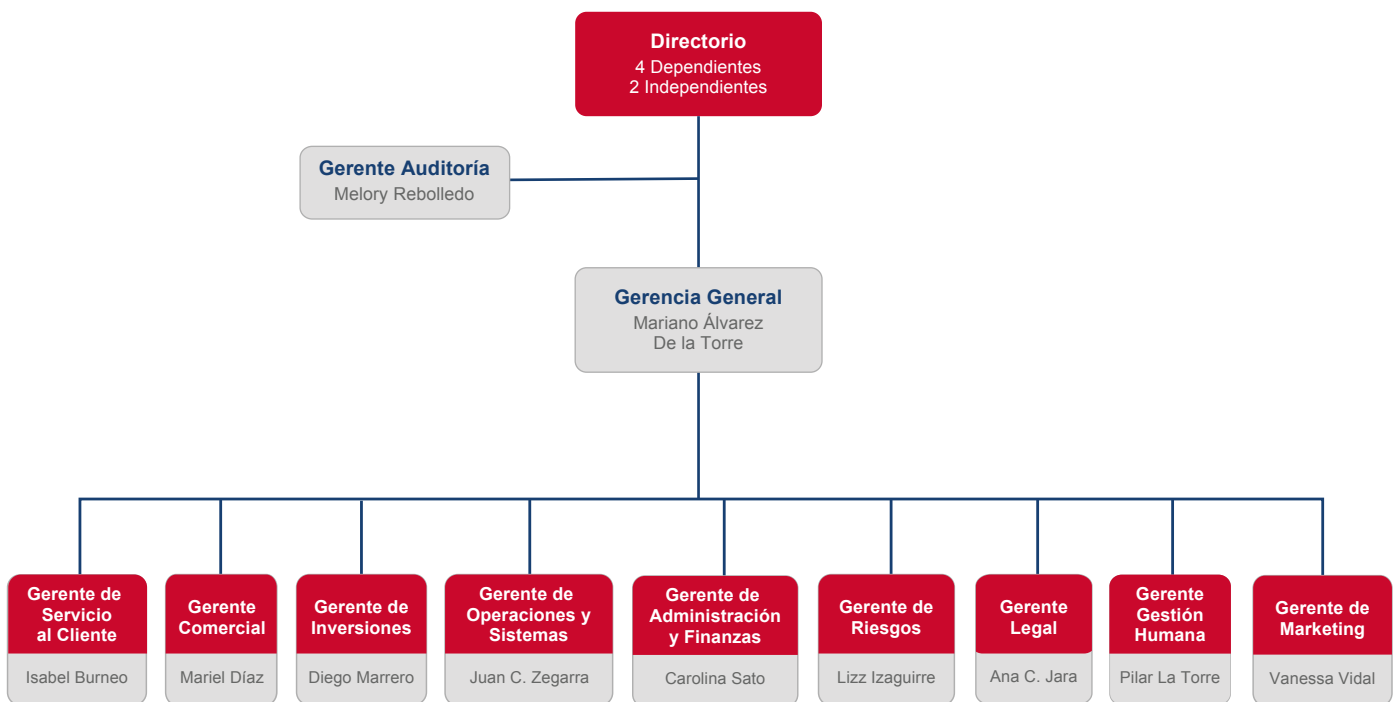 Directorio
4 Dependientes
2 Independientes
Gerente Auditoría
Melory Rebolledo
Gerencia General
Mariano Álvarez
De la Torre
Gerente de
Servicio
al Cliente
Isabel Burneo
Gerente
Comercial
Mariel Díaz
Gerente de
Inversiones
Diego Marrero
Gerente de
Operaciones y
Sistemas
Juan C. Zegarra
Gerente de
Administración
y Finanzas
Carolina Sato
Gerente de
Riesgos
Lizz Izaguirre
Gerente
Legal
Ana C. Jara
Gerente
Gestión
Humana
Pilar La Torre
Gerente de
Marketing
Vanessa Vidal